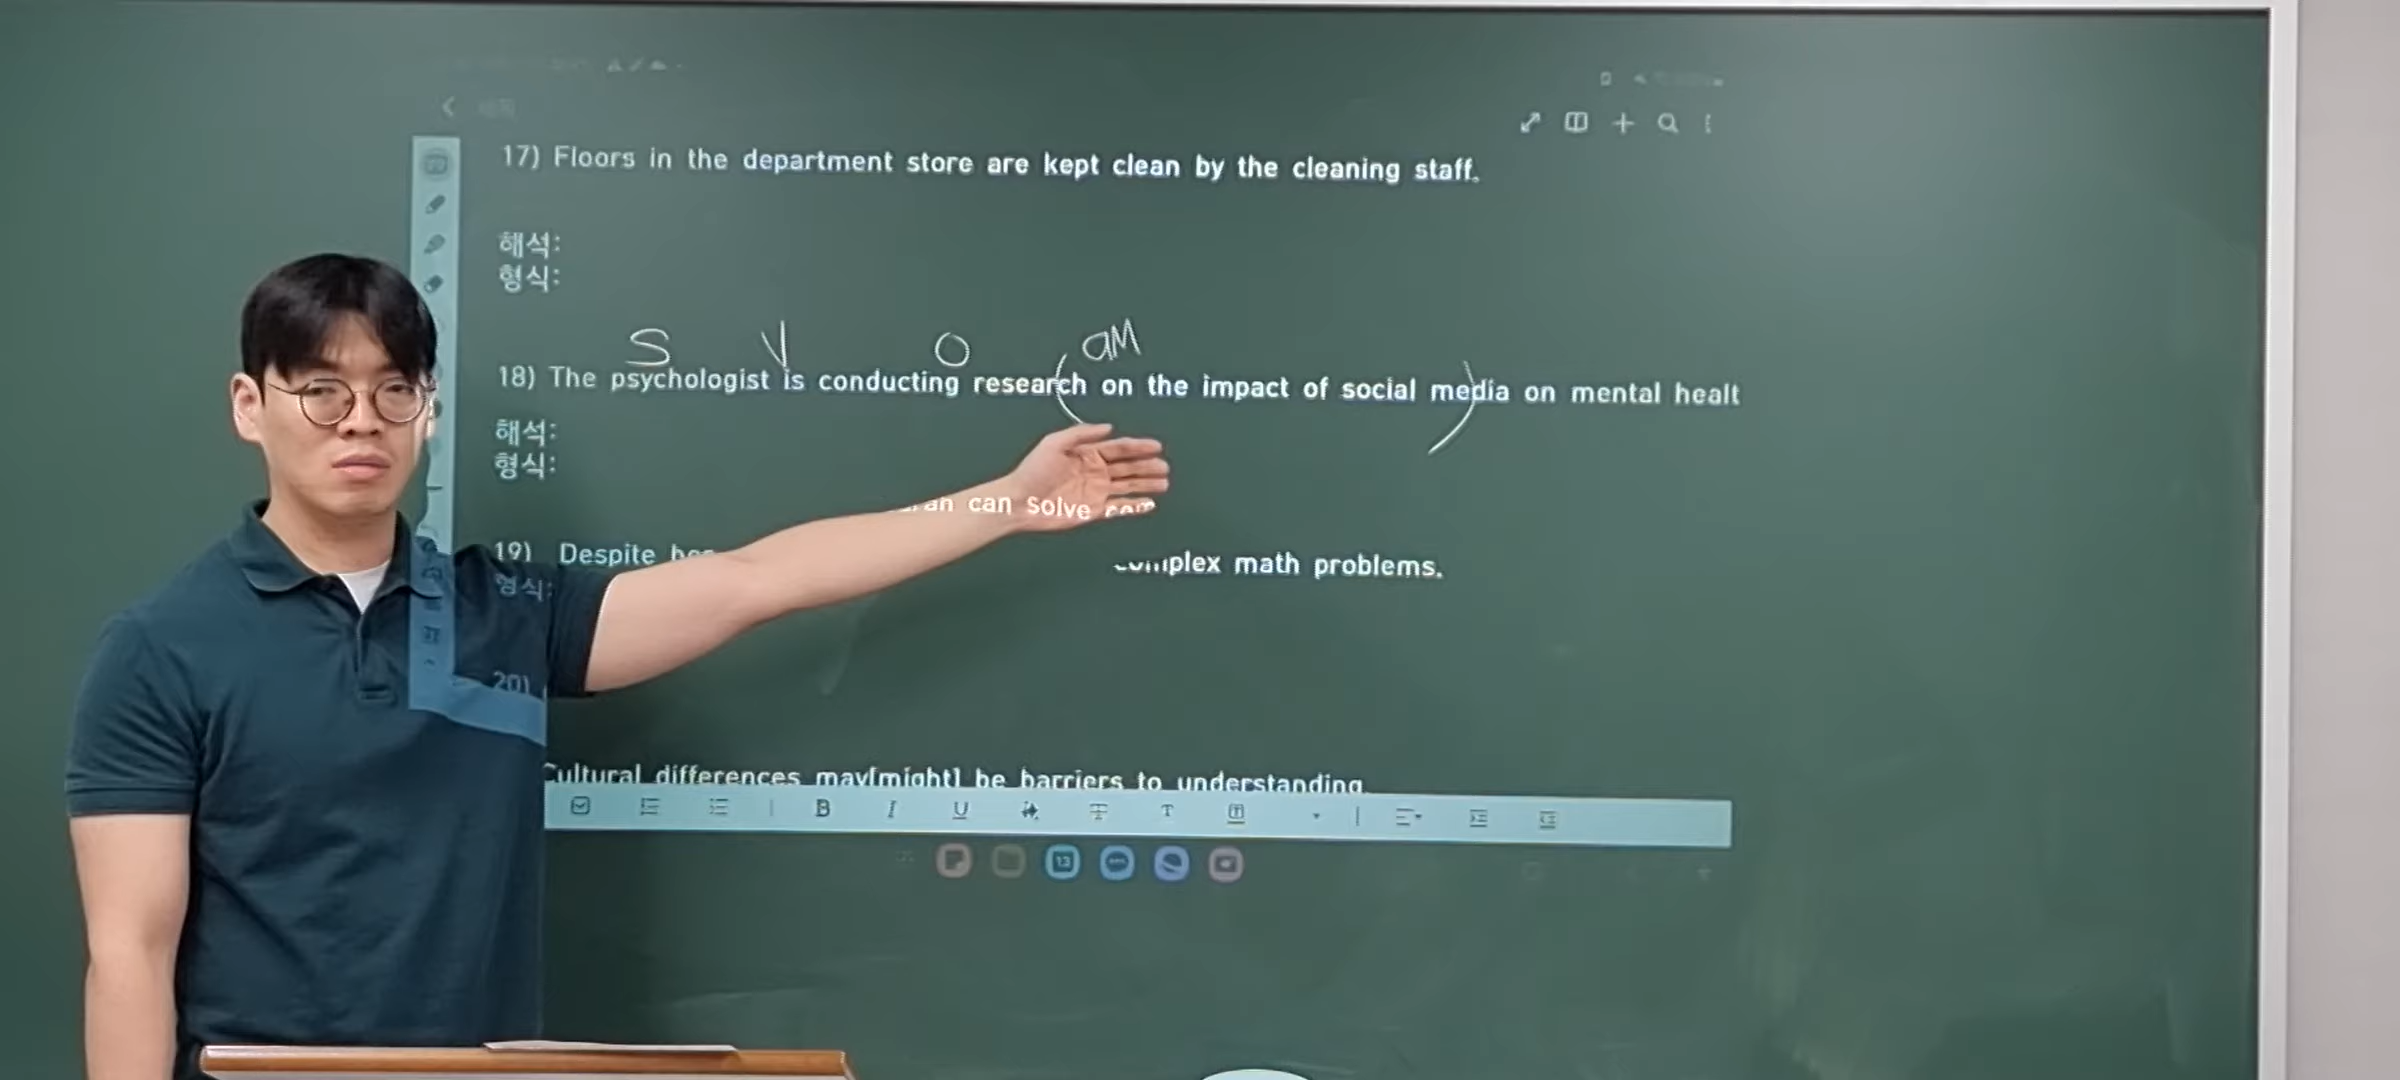 17) Floors in the department store are kept clean by the cleaning staff.
해석:
형식:
S V O am
18) The psychologist is conducting research on the impact of social media on mental healt
해석:
형식:
can Solve
19) Despite math problems.
형식:
20)
Cultural differences may[might] be barriers to understanding
B I U T T
13